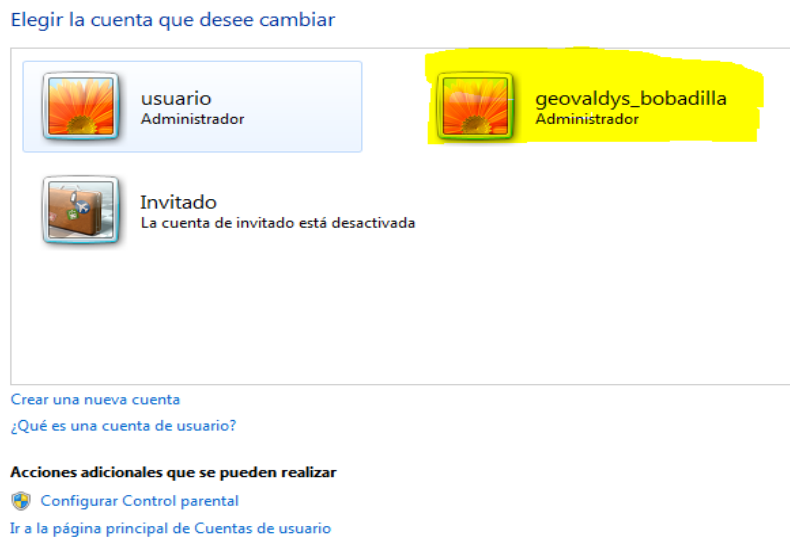 Elegir la cuenta que desee cambiar
usuario
Administrador
geovaldys_bobadilla
Administrador
Invitado
La cuenta de invitado está desactivada
Crear una nueva cuenta
¿Qué es una cuenta de usuario?
Acciones adicionales que se pueden realizar
Configurar Control parental
Ir a la página principal de Cuentas de usuario